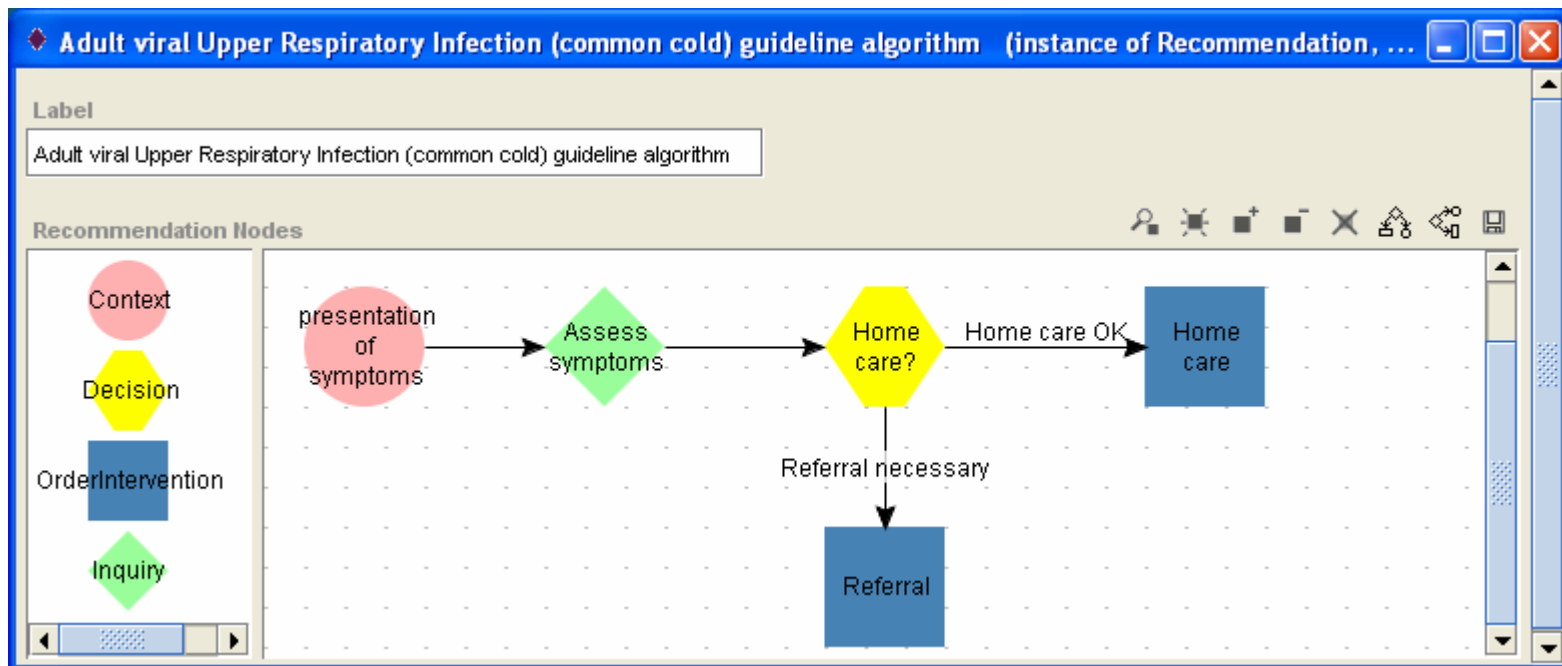 Adult viral Upper Respiratory Infection (common cold) guideline algorithm (instance of Recommendation, ...
Label
Adult viral Upper Respiratory Infection (common cold) guideline algorithm
Recommendation Nodes
Context
Decision
OrderIntervention
Inquiry
presentation
of
symptoms
Assess
symptoms
Home
care?
Home care OK
Home
care
Referral necessary
Referral